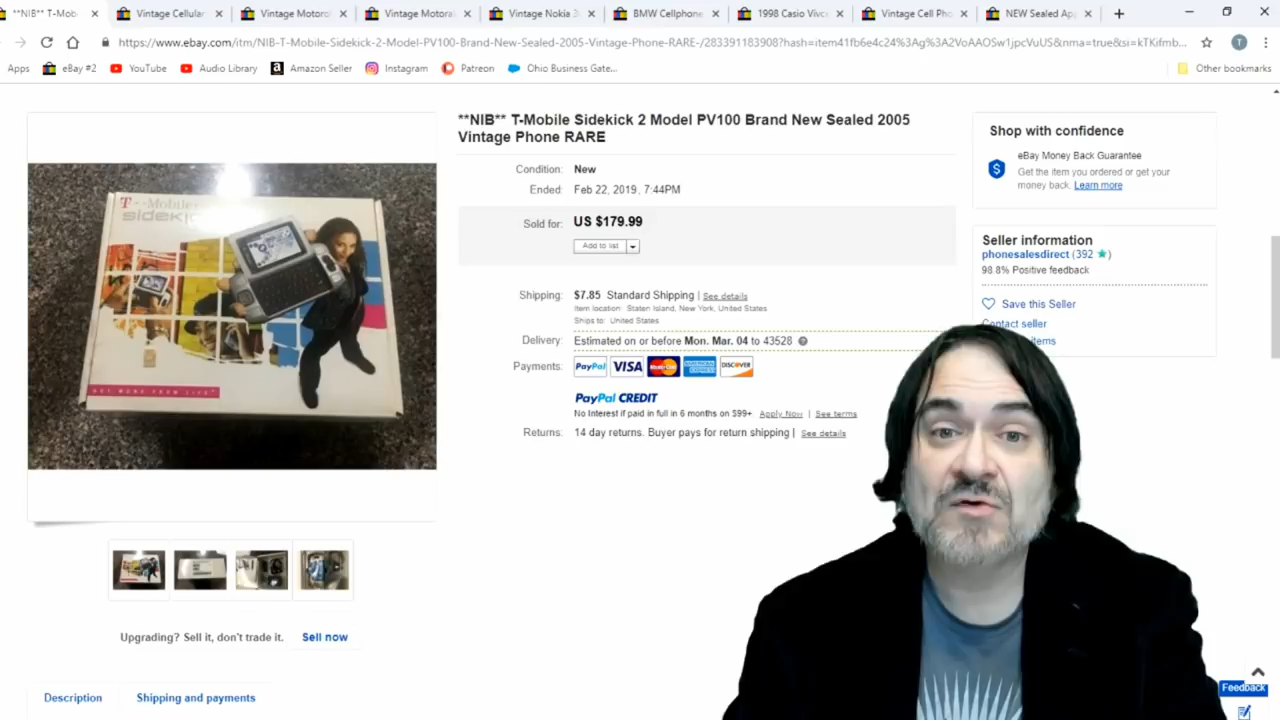 **NIB** T-Mob
Vintage Cellular
Vintage Motoro
Vintage Motorol
Vintage Nokia 3
BMW Cellphone
1998 Casio Vivc
Vintage Cell Pho
NEW Sealed Ap
https://www.ebay.com/itm/NIB-T-Mobile-Sidekick-2-Model-PV100-Brand-New-Sealed-2005-Vintage-Phone-RARE-/283391183908?hash=item41fb6e4c24%3Ag%3A2VoAAOSw1jpcVuUS&nma=true&si=kTKifmb...
T
Apps
eBay #2
YouTube
Audio Library
Amazon Seller
Instagram
Patreon
Ohio Business Gate...
Other bookmarks
**NIB** T-Mobile Sidekick 2 Model PV100 Brand New Sealed 2005
Vintage Phone RARE
Condition: New
Ended: Feb 22, 2019 , 7:44PM
Sold for: US $179.99
Add to list
Shipping: $7.85 Standard Shipping | See details
Item location: Staten Island, New York, United States
Ships to: United States
Delivery: Estimated on or before Mon. Mar. 04 to 43528
Payments: PayPal VISA MasterCard AMERICAN EXPRESS DISCOVER
PayPal CREDIT
No Interest if paid in full in 6 months on $99+ Apply Now | See terms
Returns: 14 day returns. Buyer pays for return shipping | See details
Shop with confidence
eBay Money Back Guarantee
Get the item you ordered or get your
money back. Learn more
Seller information
phonesalesdirect (392 )
98.8% Positive feedback
Save this Seller
Contact seller
items
T - -Mobile-
sidekick
GET MORE FROM LIFE
Upgrading? Sell it, don't trade it. Sell now
Description
Shipping and payments
Feedback